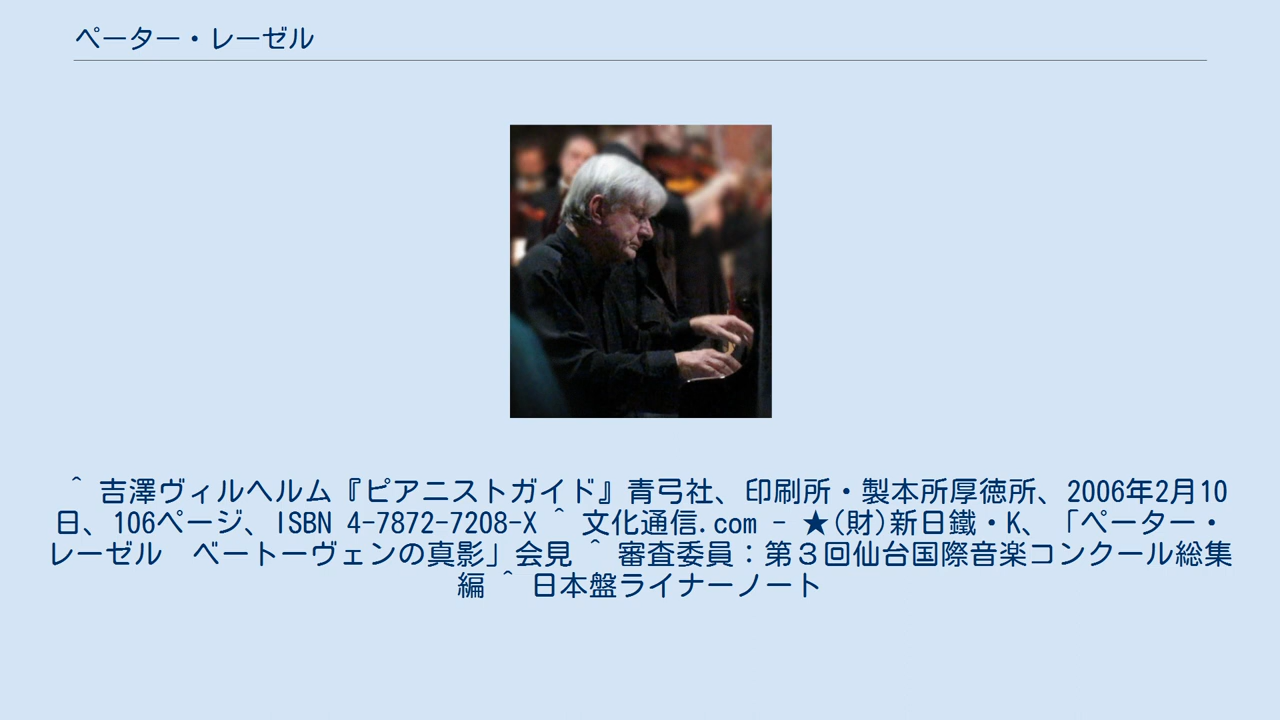 ペーター・レーゼル
＾ 吉澤ヴィルヘルム『ピアニストガイド』青弓社、印刷所・製本所厚徳所、2006年2月10
日、106ページ、ISBN 4-7872-7208-X ＾ 文化通信.com - ★(財)新日鐵・K、「ペーター・
レーゼル　ベートーヴェンの真影」会見 ＾ 審査委員：第３回仙台国際音楽コンクール総集
編 ＾ 日本盤ライナーノート